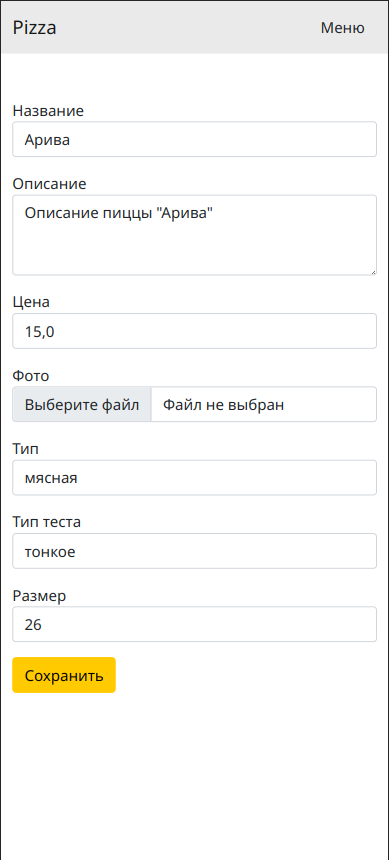 Pizza Меню
Название
Арива
Описание
Описание пиццы "Арива"
Цена
15,0
Фото
Выберите файл Файл не выбран
Тип
мясная
Тип теста
тонкое
Размер
26
Сохранить